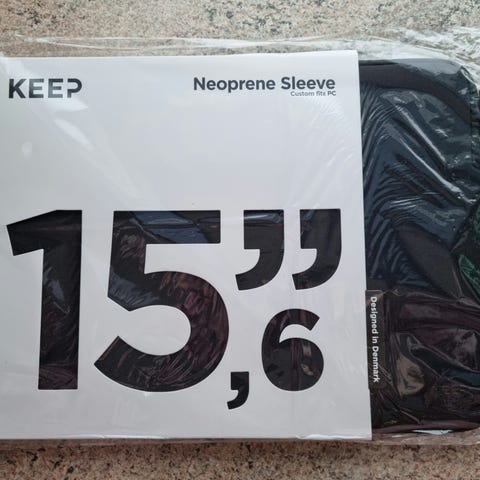 KEEP
Neoprene Sleeve
Custom fits PC
15,6”
Designed in Denmark